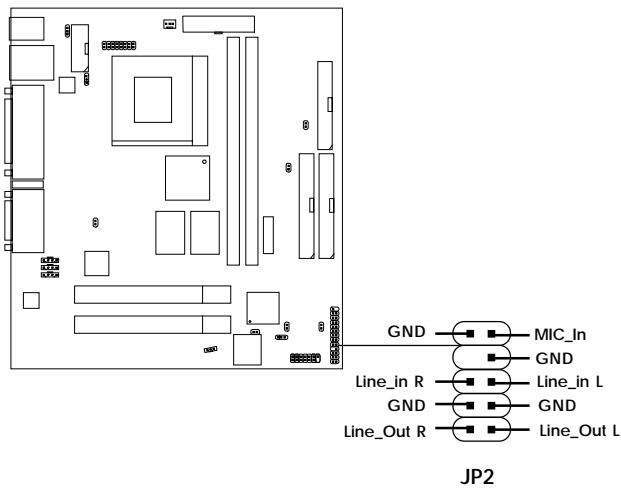 GND MIC_In
GND
Line_in R Line_in L
GND GND
Line_Out R Line_Out L
JP2